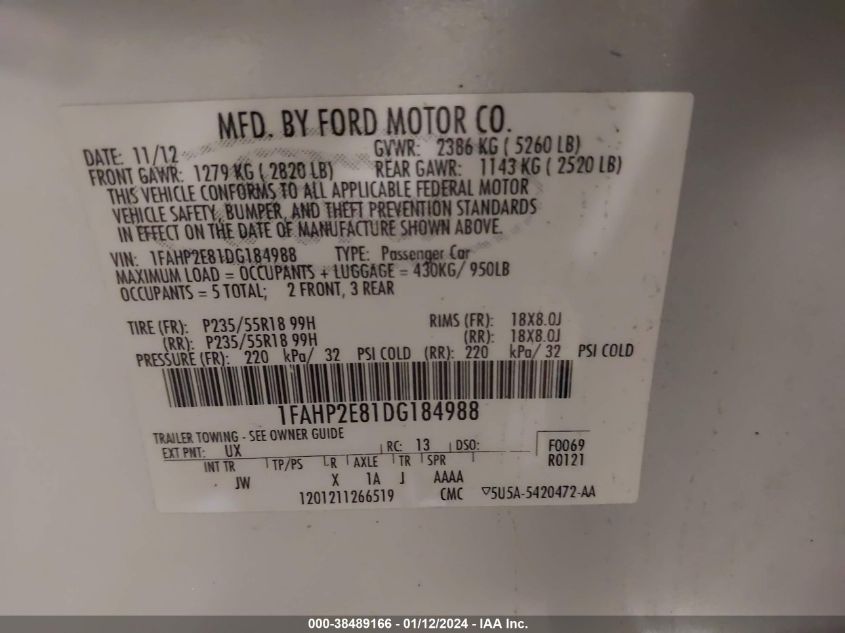 MFD. BY FORD MOTOR CO.
DATE: 11/12 GVWR: 2386 KG ( 5260 LB)
FRONT GAWR: 1279 KG ( 2820 LB) REAR GAWR: 1143 KG ( 2520 LB)
THIS VEHICLE CONFORMS TO ALL APPLICABLE FEDERAL MOTOR
VEHICLE SAFETY, BUMPER, AND THEFT PREVENTION STANDARDS
IN EFFECT ON THE DATE OF MANUFACTURE SHOWN ABOVE.
VIN: 1FAHP2E81DG184988 TYPE: Passenger Car
MAXIMUM LOAD = OCCUPANTS + LUGGAGE = 430KG/ 950LB
OCCUPANTS = 5 TOTAL; 2 FRONT, 3 REAR
TIRE (FR): P235/55R18 99H RIMS (FR): 18X8.0J
(RR): P235/55R18 99H (RR): 18X8.0J
PRESSURE (FR): 220 kPa/ 32 PSI COLD (RR): 220 kPa/ 32 PSI COLD
1FAHP2E81DG184988
TRAILER TOWING - SEE OWNER GUIDE
EXT PNT: UX RC: 13 DSO: F0069
INT TR TP/PS R AXLE TR SPR R0121
JW X 1A J AAAA
1201211266519 CMC ▽5U5A-5420472-AA
000-38489166 - 01/12/2024 - IAA Inc.